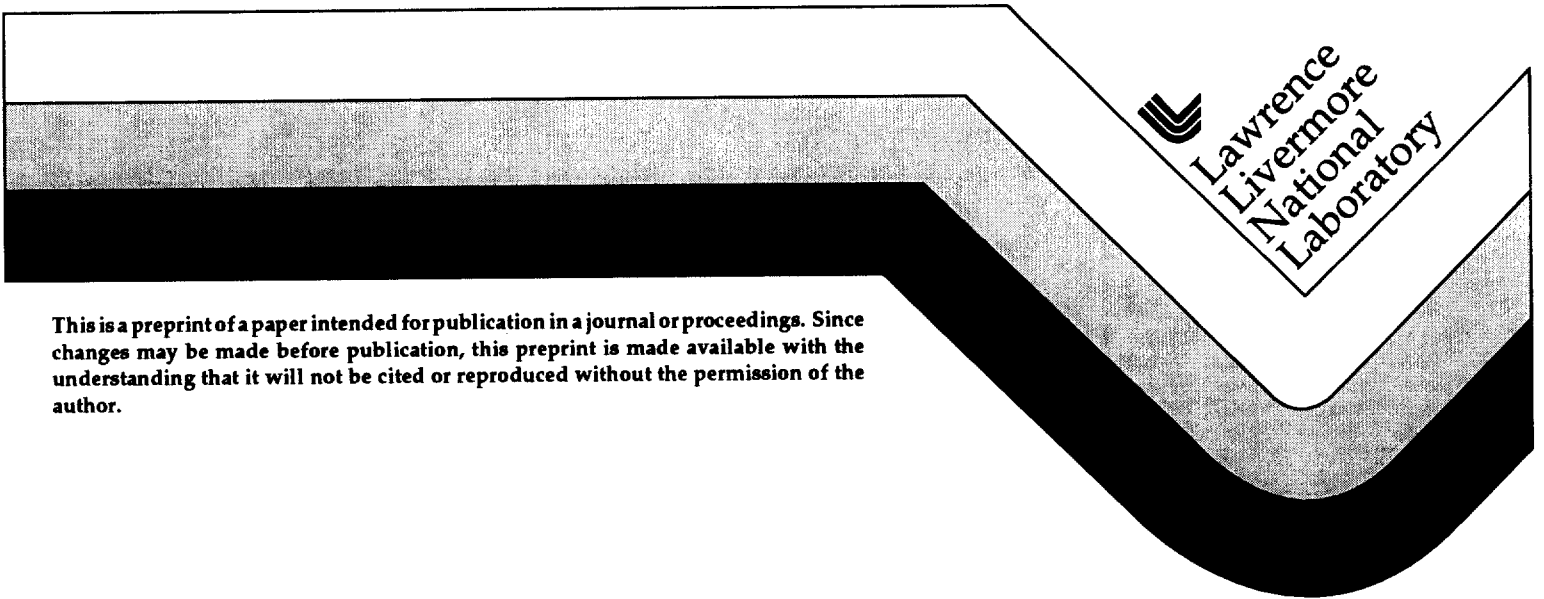 Lawrence
Livermore
National
Laboratory
This is a preprint of a paper intended for publication in a journal or proceedings. Since
changes may be made before publication, this preprint is made available with the
understanding that it will not be cited or reproduced without the permission of the
author.